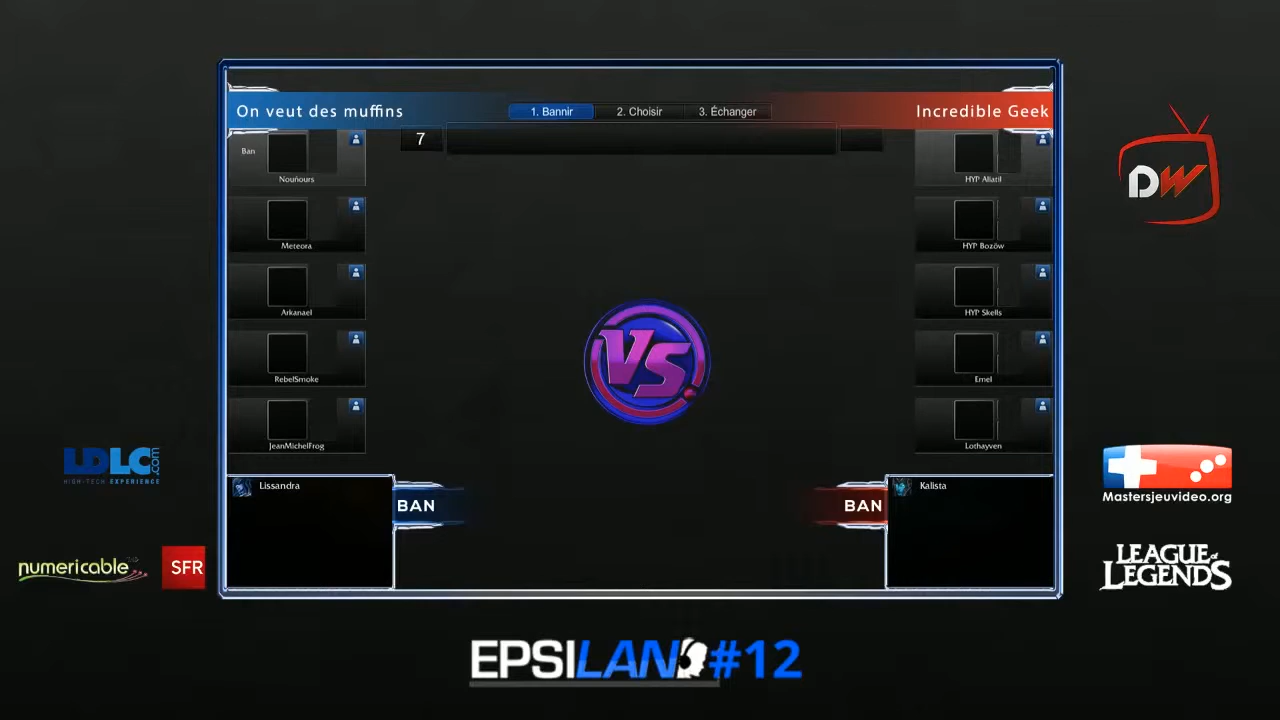 On veut des muffins
1. Bannir
2. Choisir
3. Échanger
Incredible Geek
7
Ban
Nouñours
Meteora
Arkanael
RebelSmoke
JeanMichelFrog
HYP Aliatil
HYP Bozöw
HYP Skells
Emel
Lothayven
VS.
Lissandra
BAN
BAN
Kalista
DW
LDLC.com
HIGH-TECH EXPERIENCE
numericable
SFR
Mastersjeuvideo.org
LEAGUE of
LEGENDS
EPSILAN #12